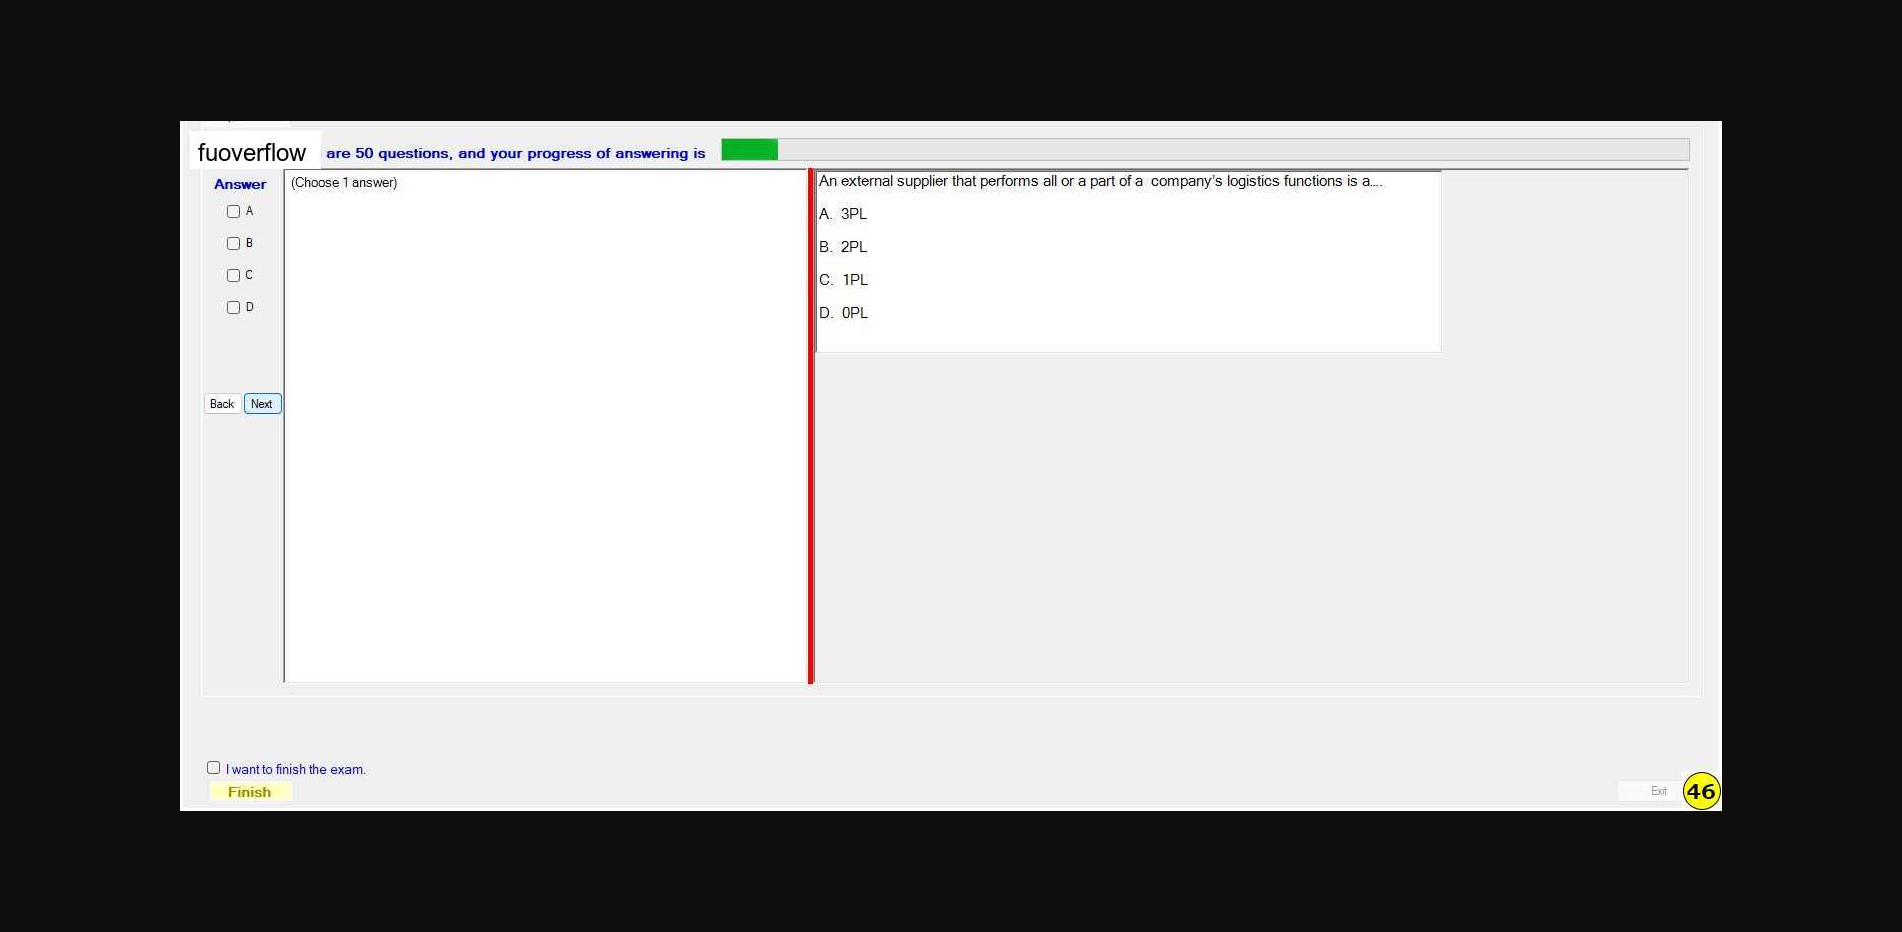 fuoverflow are 50 questions, and your progress of answering is
Answer
(Choose 1 answer)
A
B
C
D
Back Next
An external supplier that performs all or a part of a company's logistics functions is a....
A. 3PL
B. 2PL
C. 1PL
D. 0PL
I want to finish the exam.
Finish
Exit
46